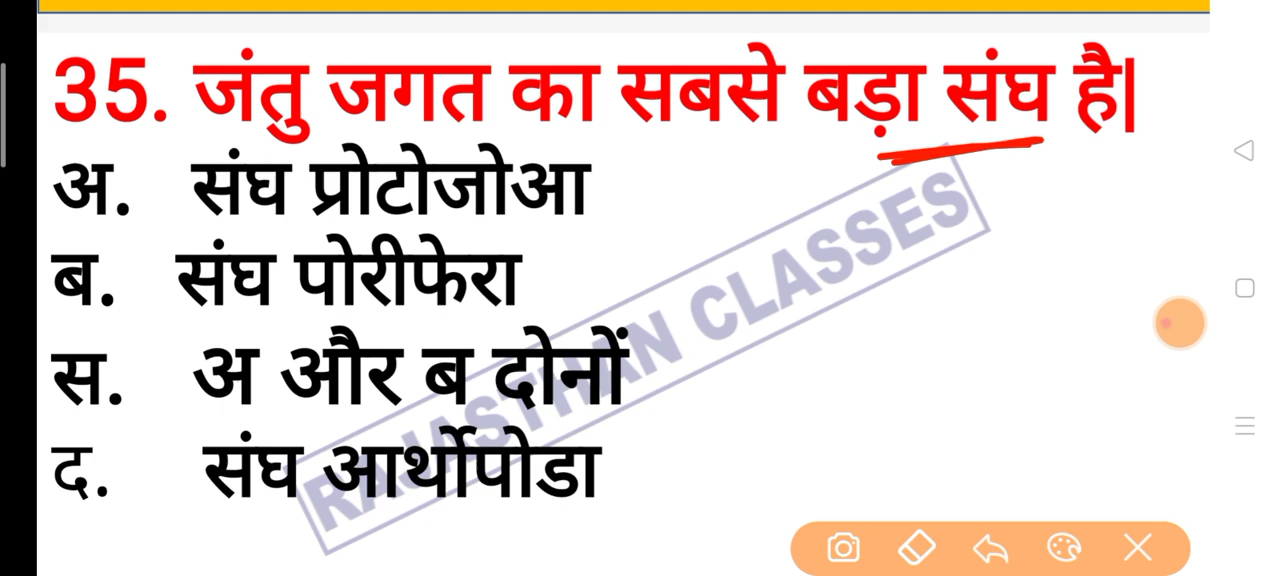 35. जंतु जगत का सबसे बड़ा संघ है|
अ. संघ प्रोटोजोआ
ब. संघ पोरीफेरा
स. अ और ब दोनों
द. संघ आर्थोपोडा
RAJASTHAN CLASSES